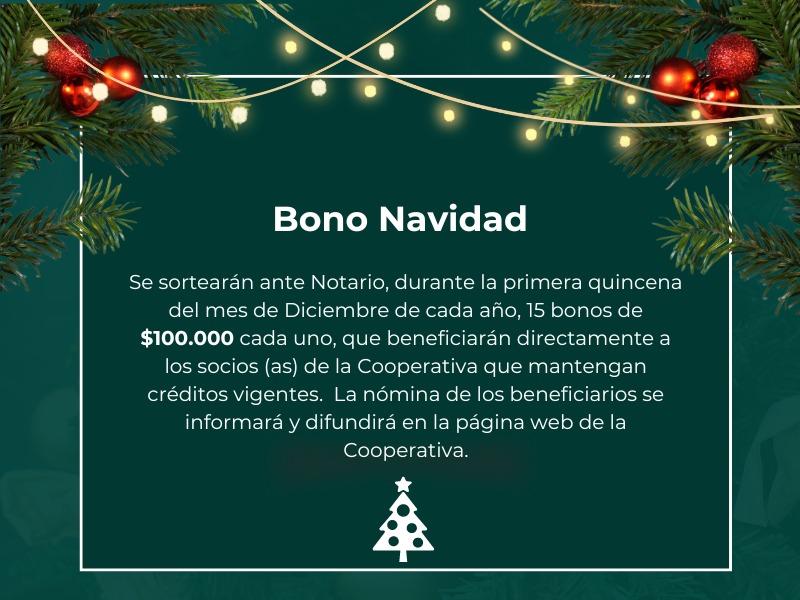 Bono Navidad
Se sortearán ante Notario, durante la primera quincena
del mes de Diciembre de cada año, 15 bonos de
$100.000 cada uno, que beneficiarán directamente a
los socios (as) de la Cooperativa que mantengan
créditos vigentes.  La nómina de los beneficiarios se
informará y difundirá en la página web de la
Cooperativa.